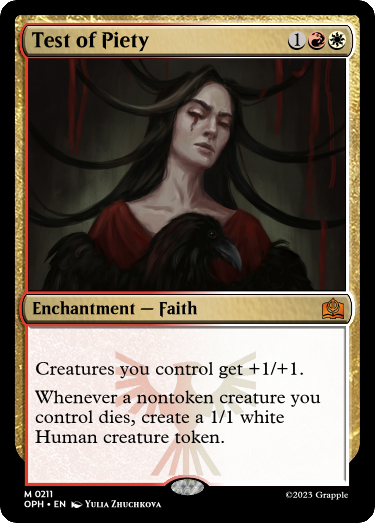 Test of Piety 1
Enchantment — Faith
Creatures you control get +1/+1.
Whenever a nontoken creature you
control dies, create a 1/1 white
Human creature token.
M 0211
OPH • EN Yulia Zhuchkova
©2023 Grapple